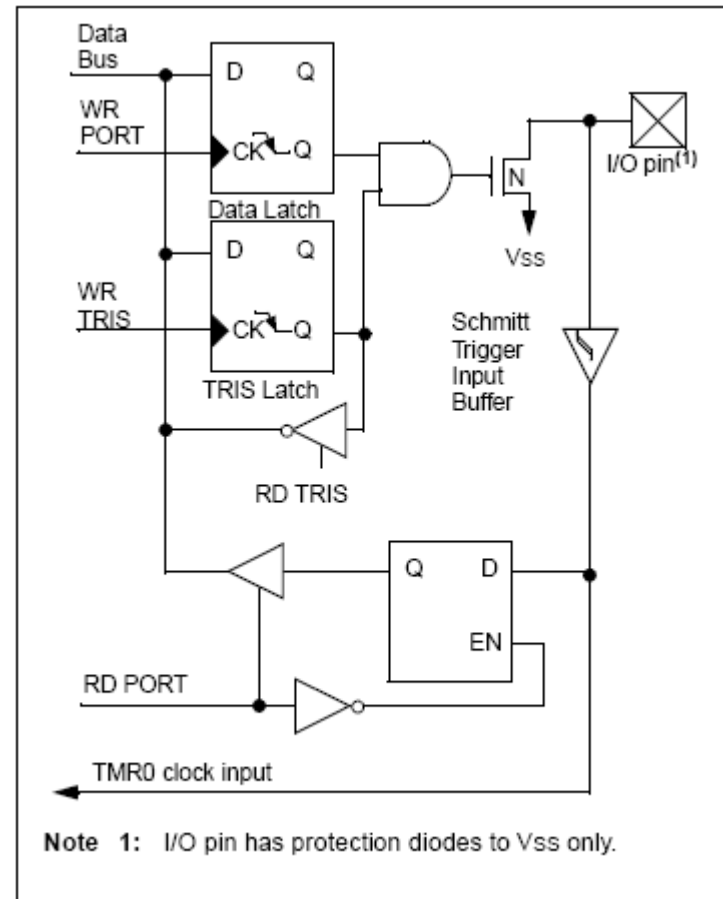 Data
Bus
D Q
WR
PORT
CK Q
Data Latch
N
I/O pin(1)
VSS
D Q
WR
TRIS
CK Q
TRIS Latch
Schmitt
Trigger
Input
Buffer
RD TRIS
Q D
EN
RD PORT
TMR0 clock input
Note 1: I/O pin has protection diodes to Vss only.